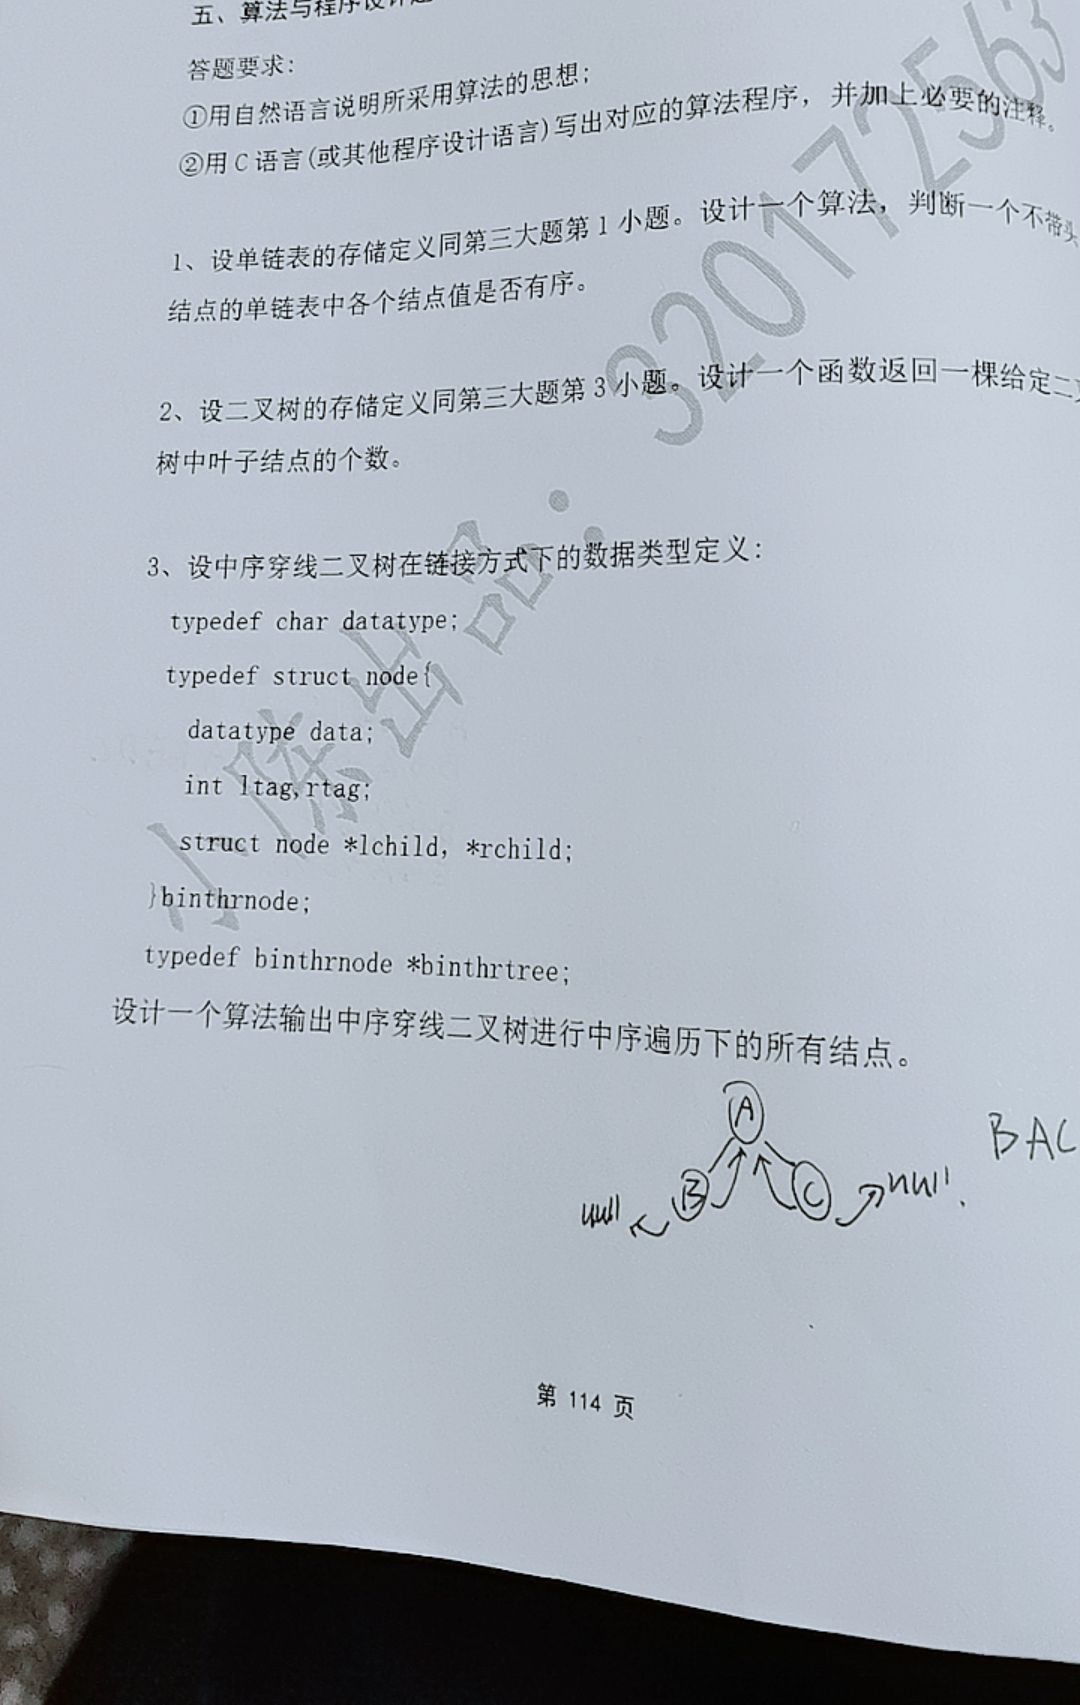 五、算法与程序设计题
答题要求：
①用自然语言说明所采用算法的思想；
②用 C 语言(或其他程序设计语言)写出对应的算法程序，并加上必要的注释。
1、设单链表的存储定义同第三大题第 1 小题。设计一个算法，判断一个不带头
结点的单链表中各个结点值是否有序。
2、设二叉树的存储定义同第三大题第 3 小题。设计一个函数返回一棵给定二叉
树中叶子结点的个数。
3、设中序穿线二叉树在链接方式下的数据类型定义：
typedef char datatype;
typedef struct node{
datatype data;
int ltag,rtag;
struct node *lchild, *rchild;
}binthrnode;
typedef binthrnode *binthrtree;
设计一个算法输出中序穿线二叉树进行中序遍历下的所有结点。
A
BAC
null B C null.
第 114 页
小陈出品：320172563